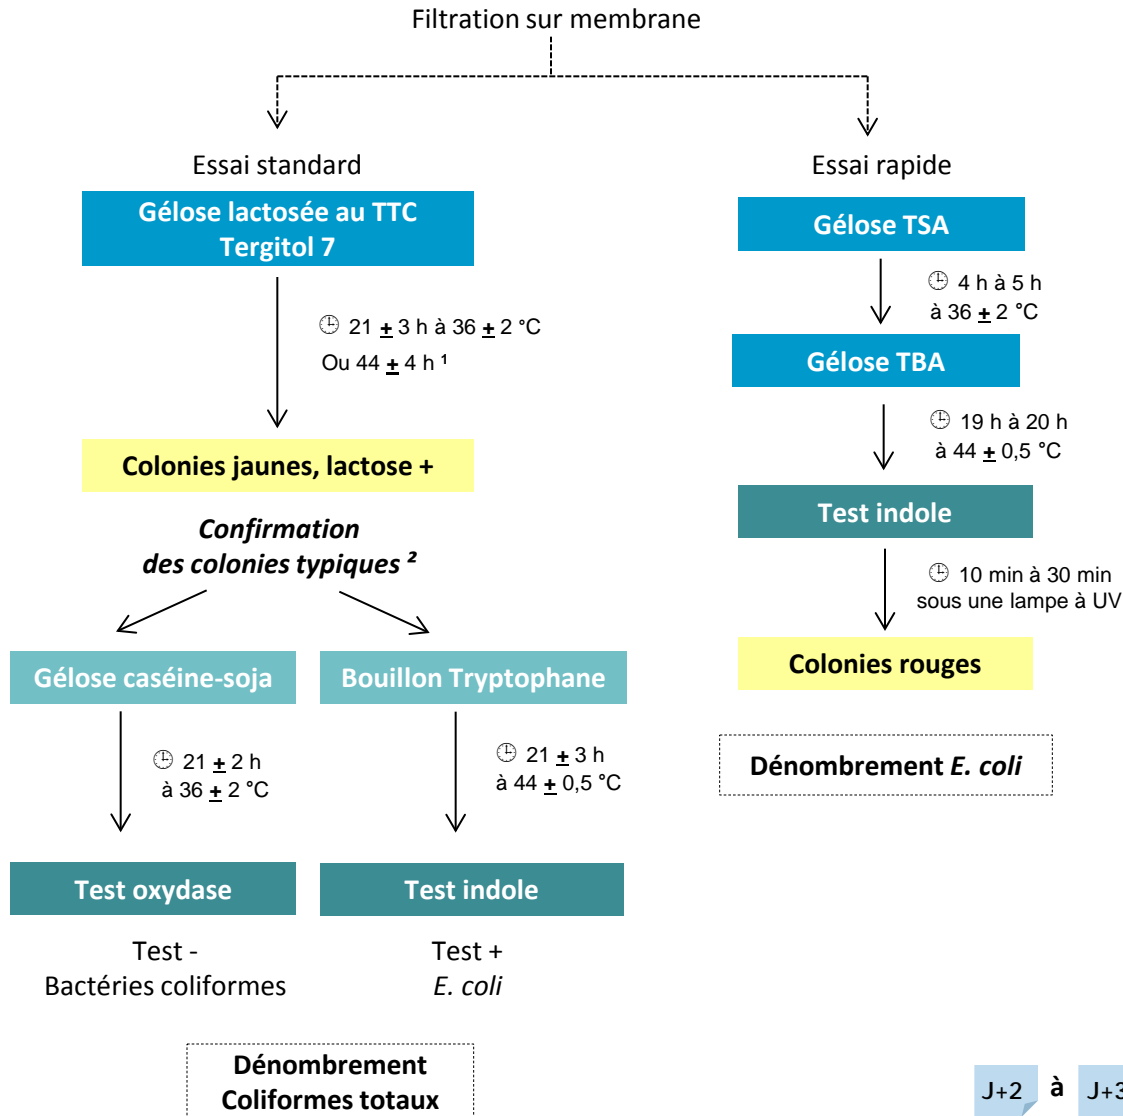 Filtration sur membrane
Essai standard
Gélose lactosée au TTC
Tergitol 7
🕒 21 ± 3 h à 36 ± 2 °C
Ou 44 ± 4 h ¹
Colonies jaunes, lactose +
Confirmation
des colonies typiques ²
Gélose caséine-soja
🕒 21 ± 2 h
à 36 ± 2 °C
Test oxydase
Test -
Bactéries coliformes
Bouillon Tryptophane
🕒 21 ± 3 h
à 44 ± 0,5 °C
Test indole
Test +
E. coli
Dénombrement
Coliformes totaux
Essai rapide
Gélose TSA
🕒 4 h à 5 h
à 36 ± 2 °C
Gélose TBA
🕒 19 h à 20 h
à 44 ± 0,5 °C
Test indole
🕒 10 min à 30 min
sous une lampe à UV
Colonies rouges
Dénombrement E. coli
J+2 à J+3